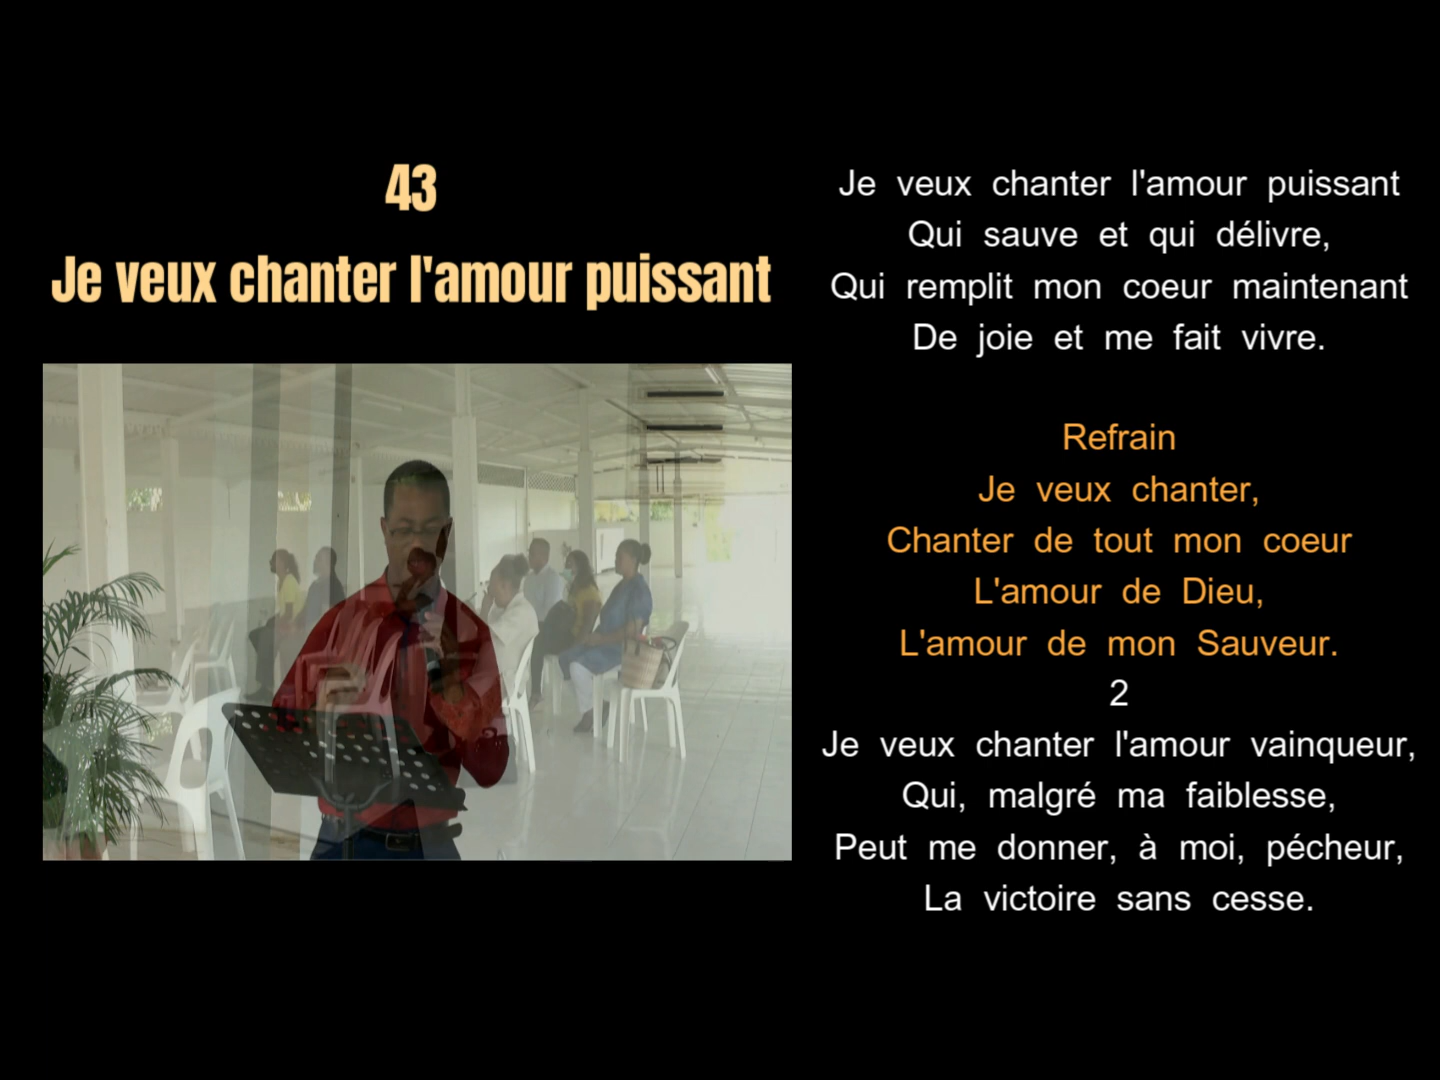 43
Je veux chanter l'amour puissant
Je veux chanter l'amour puissant
Qui sauve et qui délivre,
Qui remplit mon coeur maintenant
De joie et me fait vivre.
Refrain
Je veux chanter,
Chanter de tout mon coeur
L'amour de Dieu,
L'amour de mon Sauveur.
2
Je veux chanter l'amour vainqueur,
Qui, malgré ma faiblesse,
Peut me donner, à moi, pécheur,
La victoire sans cesse.